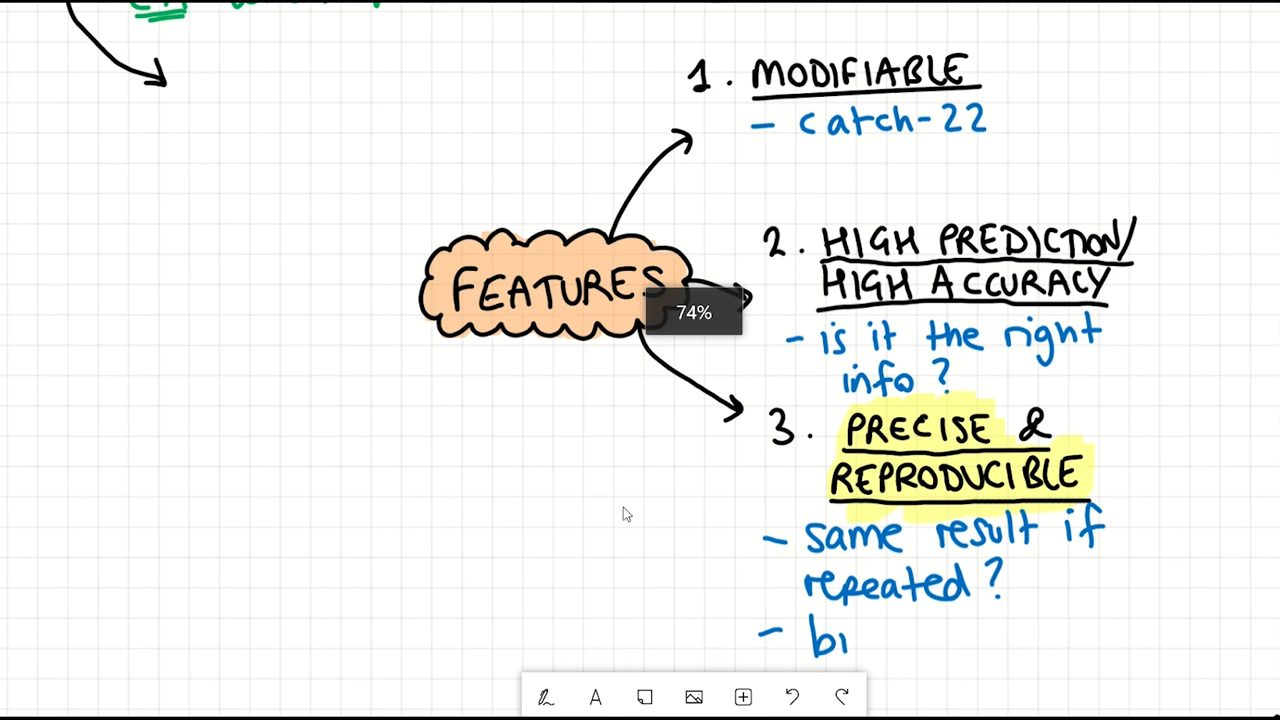 1. MODIFIABLE
- catch-22
FEATURES
74%
2. HIGH PREDICTION/
HIGH ACCURACY
- is it the right
info?
3. PRECISE &
REPRODUCIBLE
- same result if
repeated?
- bi